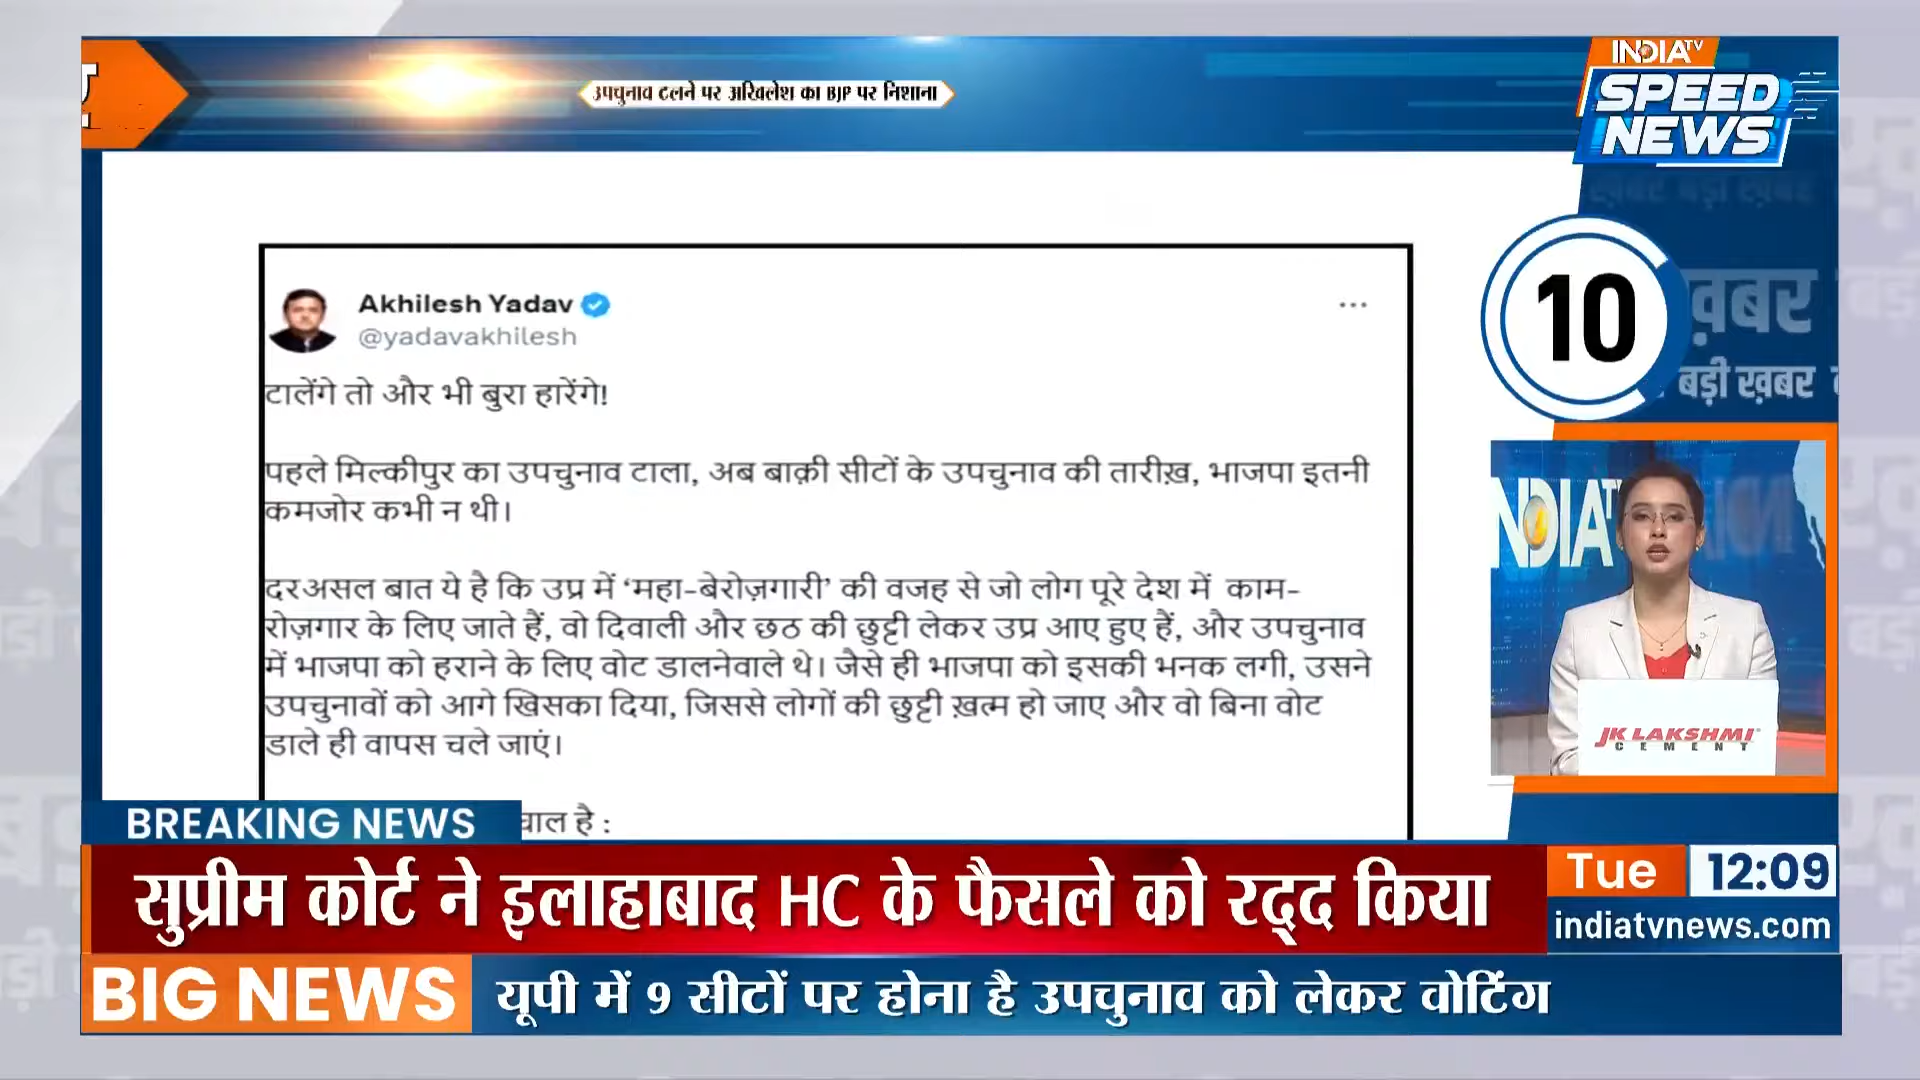 उपचुनाव टलने पर अखिलेश का BJP पर निशाना
INDIA TV
SPEED
NEWS
10
ख़बर
बड़ी ख़बर
Akhilesh Yadav
@yadavakhilesh
टालेंगे तो और भी बुरा हारेंगे!
पहले मिल्कीपुर का उपचुनाव टाला, अब बाक़ी सीटों के उपचुनाव की तारीख़, भाजपा इतनी
कमजोर कभी न थी।
दरअसल बात ये है कि उप्र में ‘महा-बेरोज़गारी’ की वजह से जो लोग पूरे देश में काम-
रोज़गार के लिए जाते हैं, वो दिवाली और छठ की छुट्टी लेकर उप्र आए हुए हैं, और उपचुनाव
में भाजपा को हराने के लिए वोट डालनेवाले थे। जैसे ही भाजपा को इसकी भनक लगी, उसने
उपचुनावों को आगे खिसका दिया, जिससे लोगों की छुट्टी ख़त्म हो जाए और वो बिना वोट
डाले ही वापस चले जाएं।
चाल है :
INDIA TV
JK LAKSHMI
CEMENT
BREAKING NEWS
सुप्रीम कोर्ट ने इलाहाबाद HC के फैसले को रद्द किया
Tue 12:09
indiatvnews.com
BIG NEWS
यूपी में 9 सीटों पर होना है उपचुनाव को लेकर वोटिंग